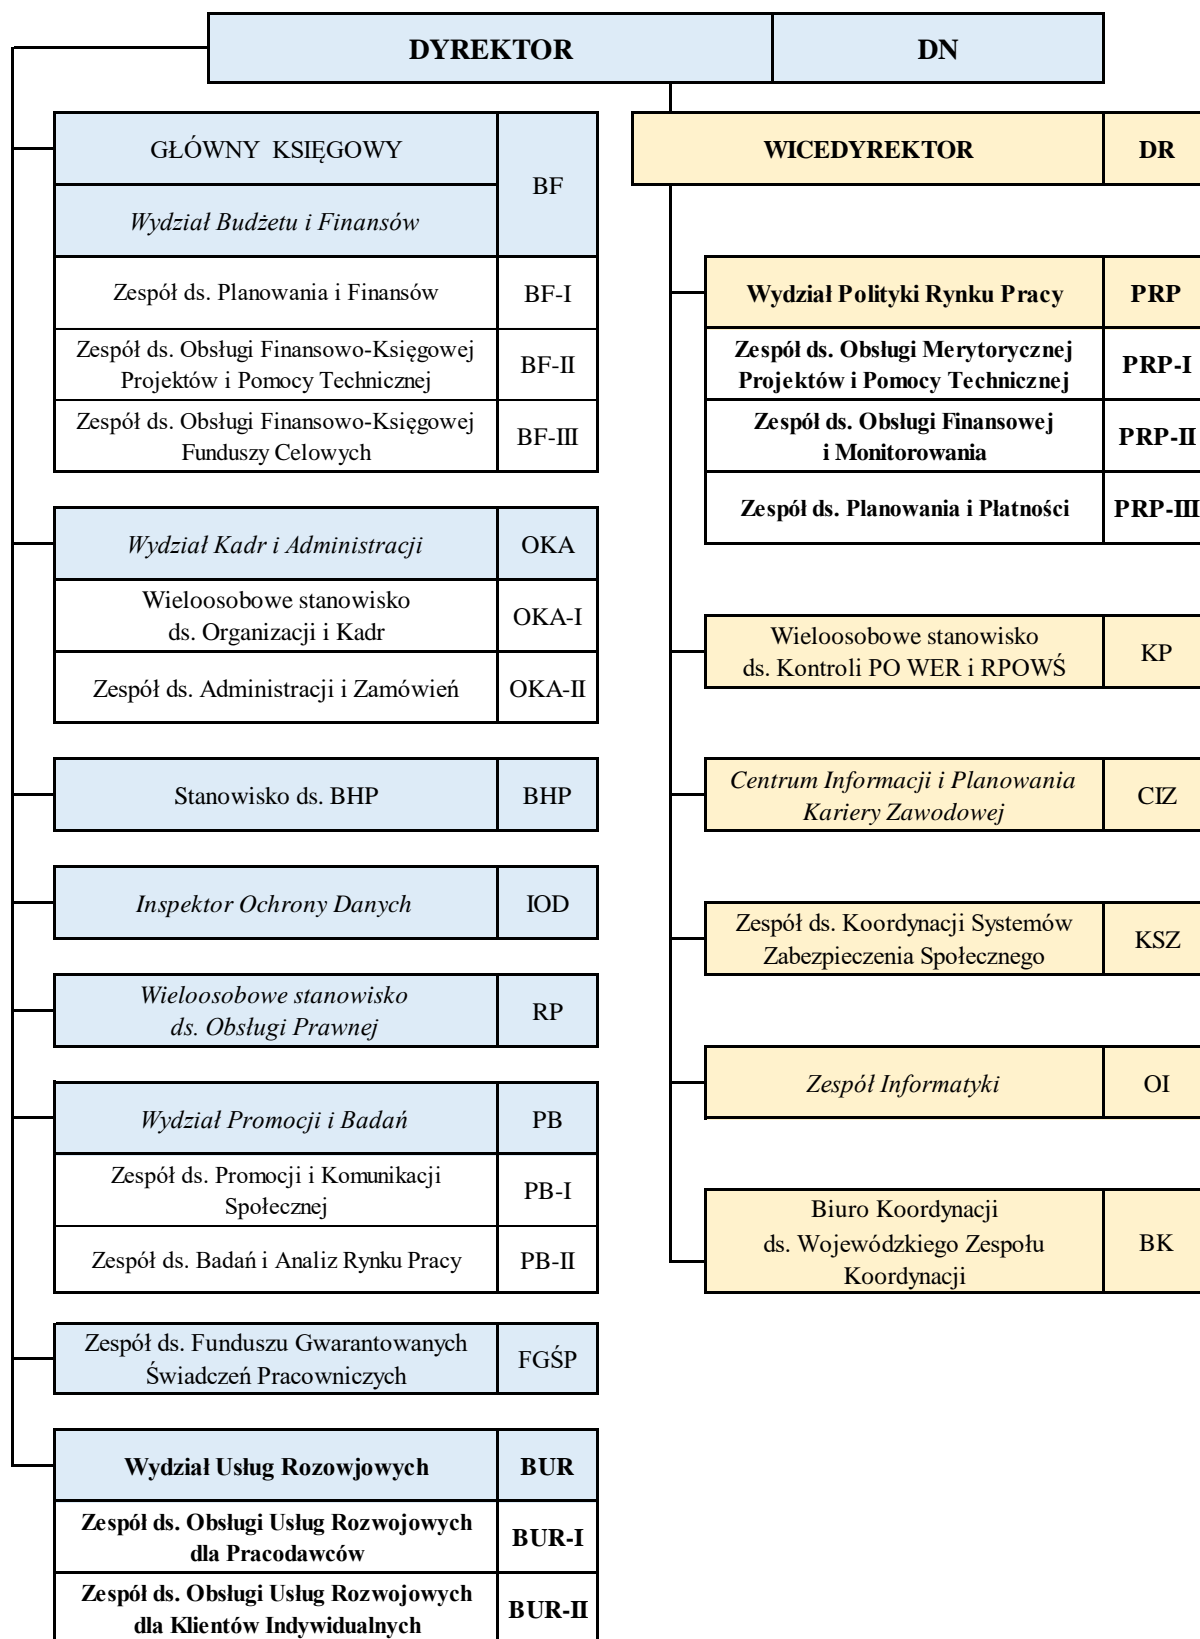 DYREKTOR DN
GŁÓWNY KSIĘGOWY
BF
Wydział Budżetu i Finansów
Zespół ds. Planowania i Finansów BF-I
Zespół ds. Obsługi Finansowo-Księgowej
Projektów i Pomocy Technicznej
BF-II
Zespół ds. Obsługi Finansowo-Księgowej
Funduszy Celowych
BF-III
Wydział Kadr i Administracji OKA
Wieloosobowe stanowisko
ds. Organizacji i Kadr
OKA-I
Zespół ds. Administracji i Zamówień OKA-II
Stanowisko ds. BHP BHP
Inspektor Ochrony Danych IOD
Wieloosobowe stanowisko
ds. Obsługi Prawnej
RP
Wydział Promocji i Badań PB
Zespół ds. Promocji i Komunikacji
Społecznej
PB-I
Zespół ds. Badań i Analiz Rynku Pracy PB-II
Zespół ds. Funduszu Gwarantowanych
Świadczeń Pracowniczych
FGŚP
Wydział Usług Rozowjowych BUR
Zespół ds. Obsługi Usług Rozwojowych
dla Pracodawców
BUR-I
Zespół ds. Obsługi Usług Rozwojowych
dla Klientów Indywidualnych
BUR-II
WICEDYREKTOR DR
Wydział Polityki Rynku Pracy PRP
Zespół ds. Obsługi Merytorycznej
Projektów i Pomocy Technicznej
PRP-I
Zespół ds. Obsługi Finansowej
i Monitorowania
PRP-II
Zespół ds. Planowania i Płatności PRP-III
Wieloosobowe stanowisko
ds. Kontroli PO WER i RPOWŚ
KP
Centrum Informacji i Planowania
Kariery Zawodowej
CIZ
Zespół ds. Koordynacji Systemów
Zabezpieczenia Społecznego
KSZ
Zespół Informatyki OI
Biuro Koordynacji
ds. Wojewódzkiego Zespołu
Koordynacji
BK